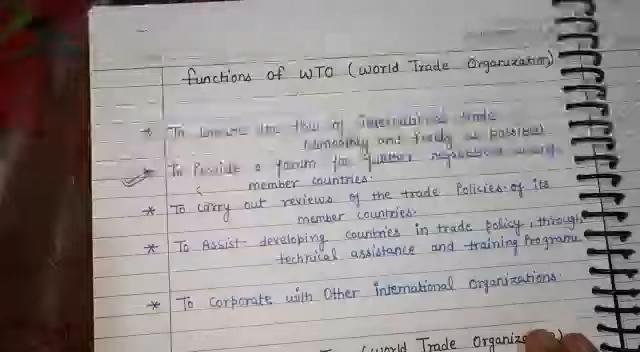 functions of WTO (World Trade Organization)
* To ensure the flow of international trade
smoothly and freely as possible
* To Provide a forum for further negotiations among
member countries.
* To Carry out reviews of the trade Policies of its
member countries.
* To Assist developing countries in trade policy, through
technical assistance and training Programu
* To Corporate with Other international Organizations.
(World Trade Organiz